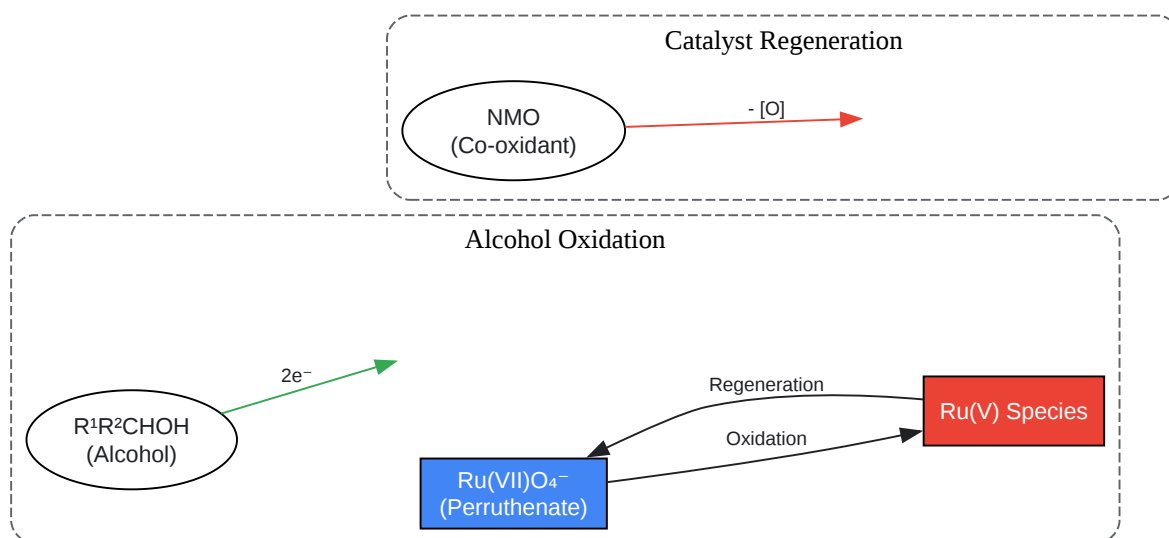 Catalyst Regeneration
NMO
(Co-oxidant)
- [O]
Alcohol Oxidation
2e⁻
R¹R²CHOH
(Alcohol)
Regeneration
Oxidation
Ru(V) Species
Ru(VII)O₄⁻
(Perruthenate)